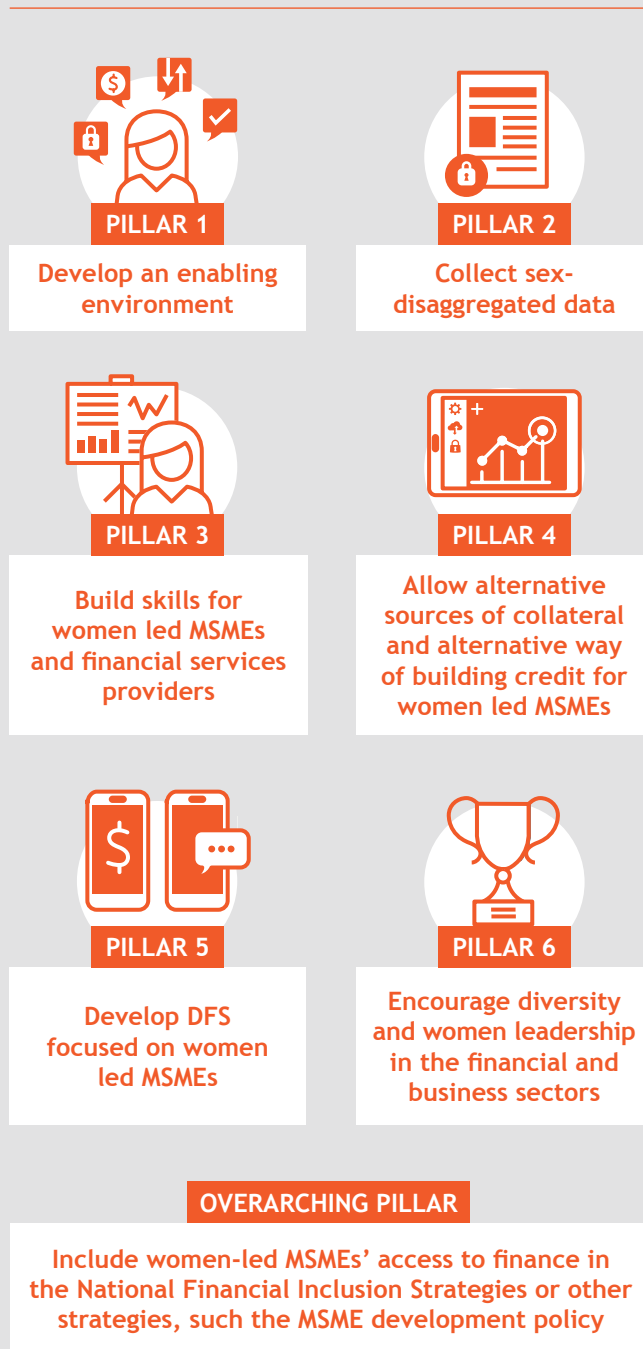 PILLAR 1
Develop an enabling
environment
PILLAR 2
Collect sex-
disaggregated data
PILLAR 3
Build skills for
women led MSMEs
and financial services
providers
PILLAR 4
Allow alternative
sources of collateral
and alternative way
of building credit for
women led MSMEs
$
PILLAR 5
Develop DFS
focused on women
led MSMEs
PILLAR 6
Encourage diversity
and women leadership
in the financial and
business sectors
OVERARCHING PILLAR
Include women-led MSMEs’ access to finance in
the National Financial Inclusion Strategies or other
strategies, such the MSME development policy